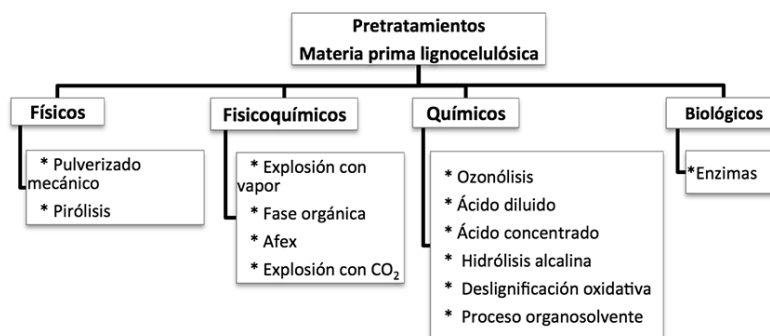 Pretratamientos
Materia prima lignocelulósica
Físicos
* Pulverizado
mecánico
* Pirólisis
Fisicoquímicos
* Explosión con
vapor
* Fase orgánica
* Afex
* Explosión con CO₂
Químicos
* Ozonólisis
* Ácido diluido
* Ácido concentrado
* Hidrólisis alcalina
* Deslignificación oxidativa
* Proceso organosolvente
Biológicos
*Enzimas